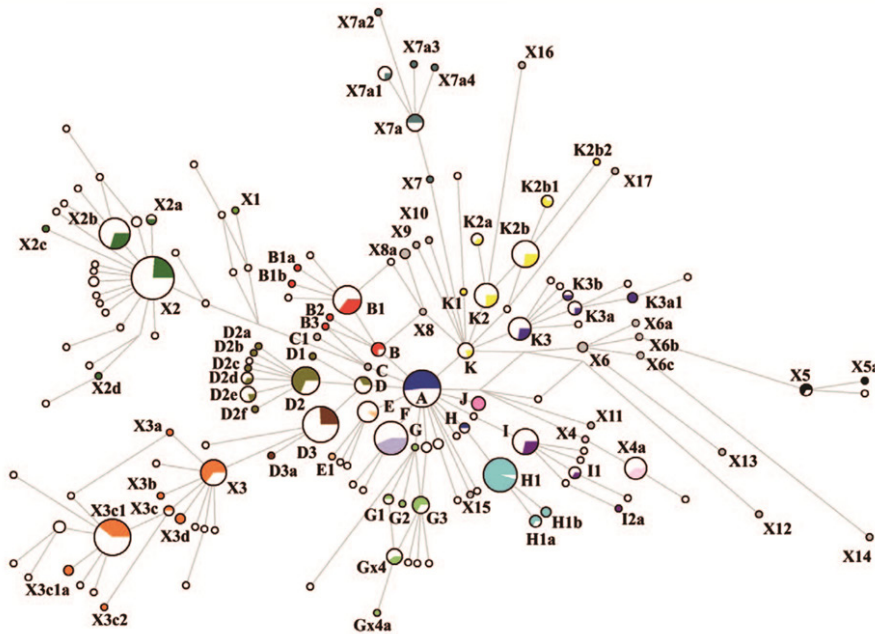 X7a2
X7a3
X7a4
X16
X7a1
X7a
K2b2
X17
K2b1
X7
X1
X10
K2a
K2b
X2a
X2b
X9
X2c
X8a
B1a
B1b
K3b
K3a1
X2
B1
K1
K2
K3a
B2
B3
X8
K3
X6a
C1
X6b
D2a
D2b
D1
B
X6
X6c
D2c
C
K
X5
X5a
D2d
D
A
X2d
D2e
D2
E
J
D2f
F
H
X11
X3a
D3
G
I
X4
X4a
D3a
E1
I1
X13
X3
H1
X3b
X15
X3c
G1
G2
G3
I2a
X3c1
X3d
H1b
X12
H1a
X14
Gx4
X3c1a
X3c2
Gx4a